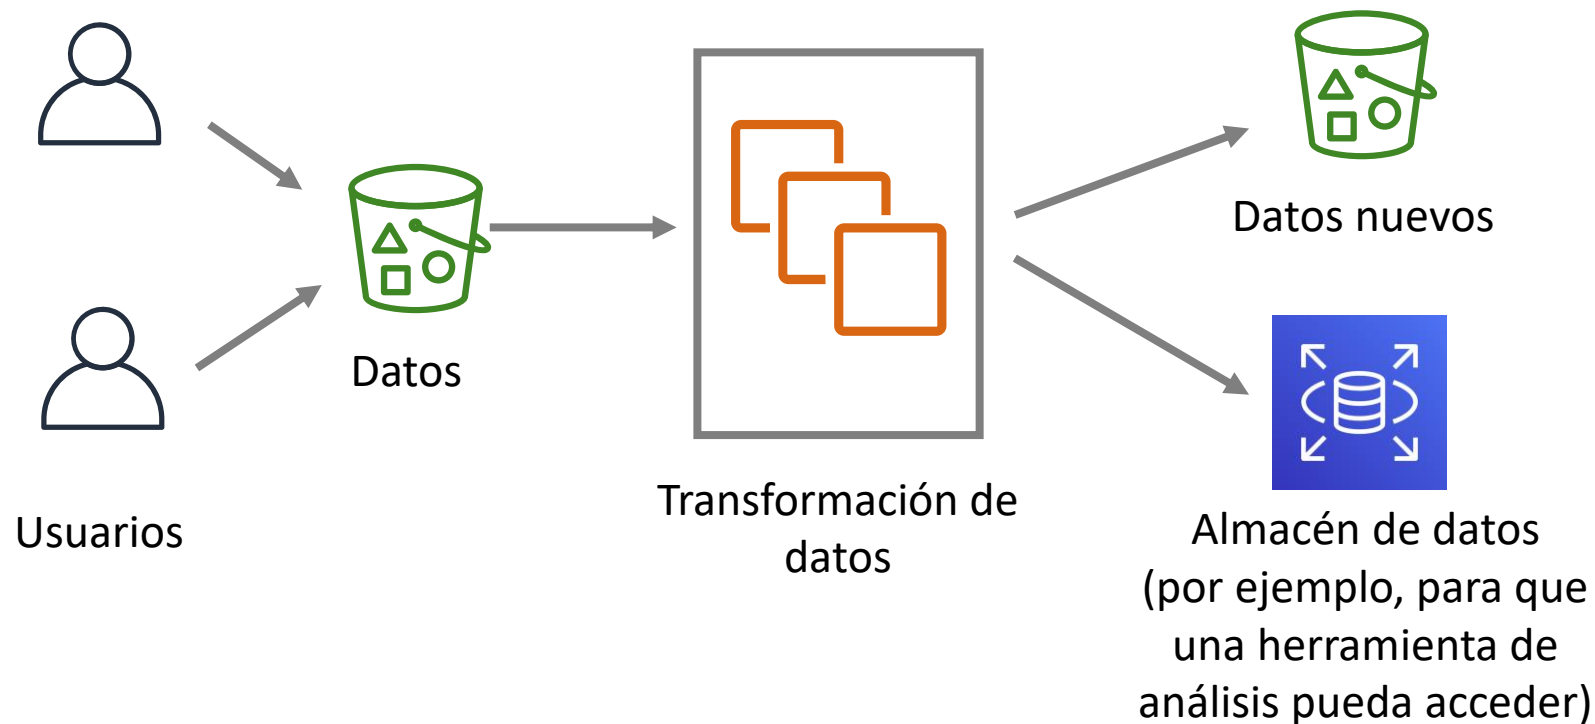 Usuarios
Datos
Transformación de
datos
Datos nuevos
Almacén de datos
(por ejemplo, para que
una herramienta de
análisis pueda acceder)